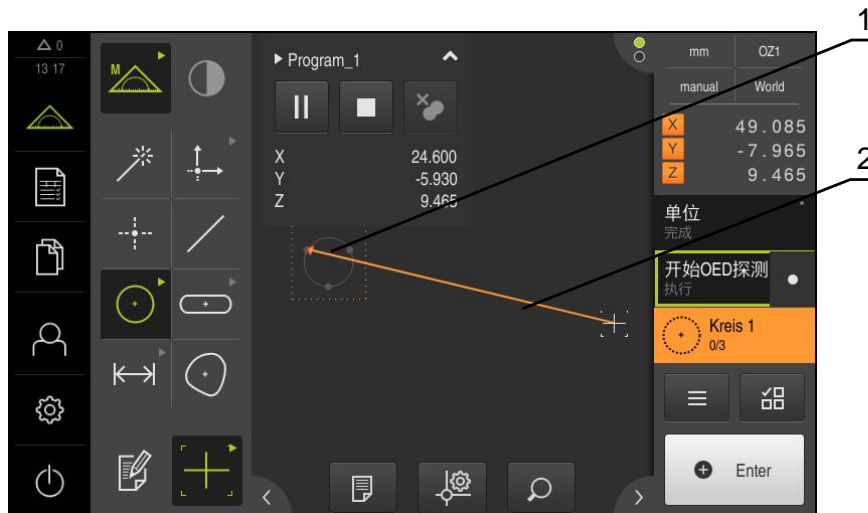 1
0
13 17
M
Program_1
X 24.600
Y -5.930
Z 9.465
mm OZ1
manual World
X 49.085
Y -7.965
Z 9.465
2
单位
完成
开始OED探测
执行
Kreis 1
0/3
Enter